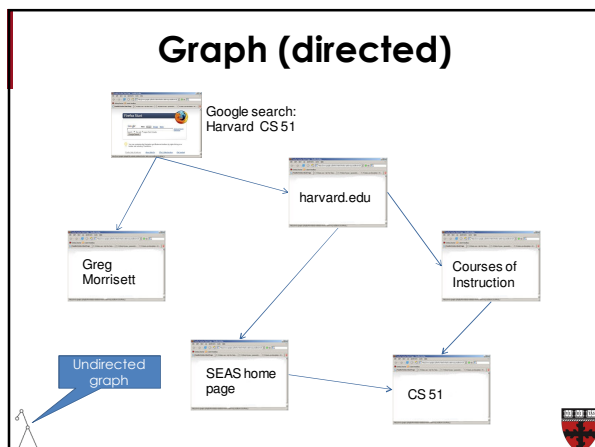 Graph (directed)
Google search:
Harvard CS 51
harvard.edu
Greg
Morrisett
Courses of
Instruction
SEAS home
page
CS 51
Undirected
graph